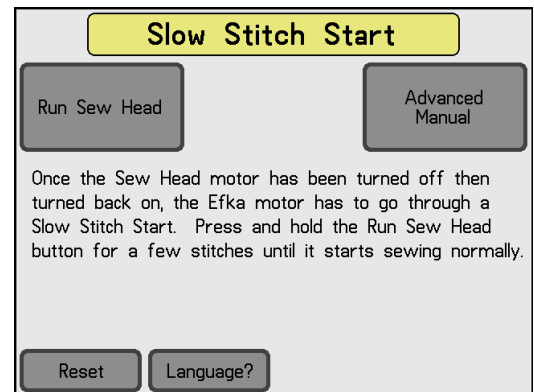 Slow Stitch Start
Run Sew Head
Advanced
Manual
Once the Sew Head motor has been turned off then
turned back on, the Efka motor has to go through a
Slow Stitch Start. Press and hold the Run Sew Head
button for a few stitches until it starts sewing normally.
Reset
Language?